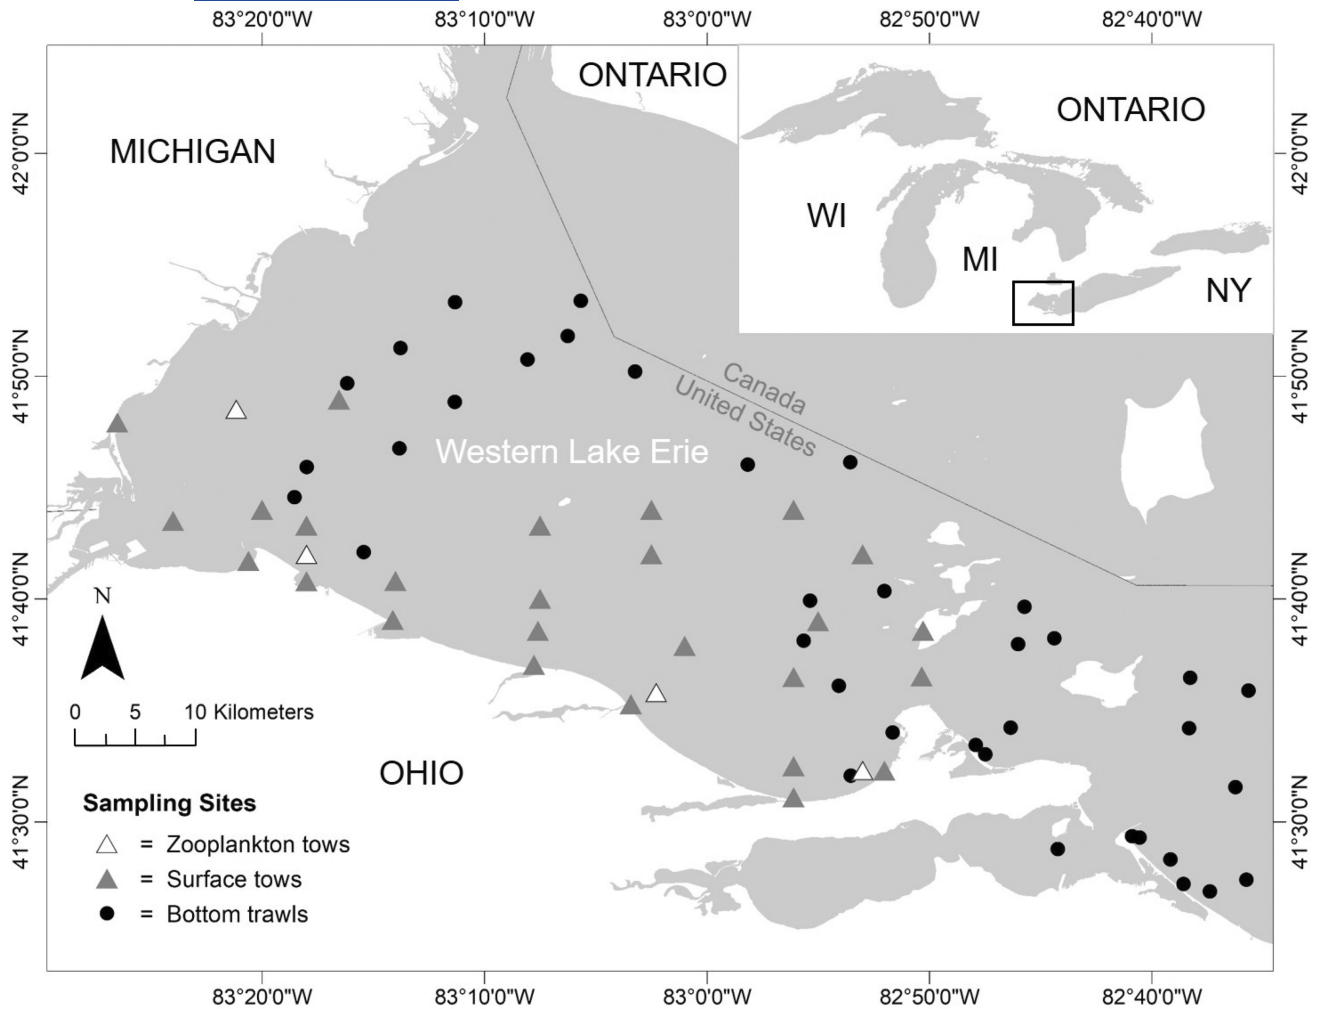 83°20'0"W 83°10'0"W 83°0'0"W 82°50'0"W 82°40'0"W
ONTARIO
ONTARIO
MICHIGAN
42°0'0"N
42°0'0"N
WI
MI
NY
41°50'0"N
41°50'0"N
Canada
United States
Western Lake Erie
41°40'0"N
41°40'0"N
N
0 5 10 Kilometers
OHIO
41°30'0"N
41°30'0"N
Sampling Sites
= Zooplankton tows
= Surface tows
= Bottom trawls
83°20'0"W 83°10'0"W 83°0'0"W 82°50'0"W 82°40'0"W